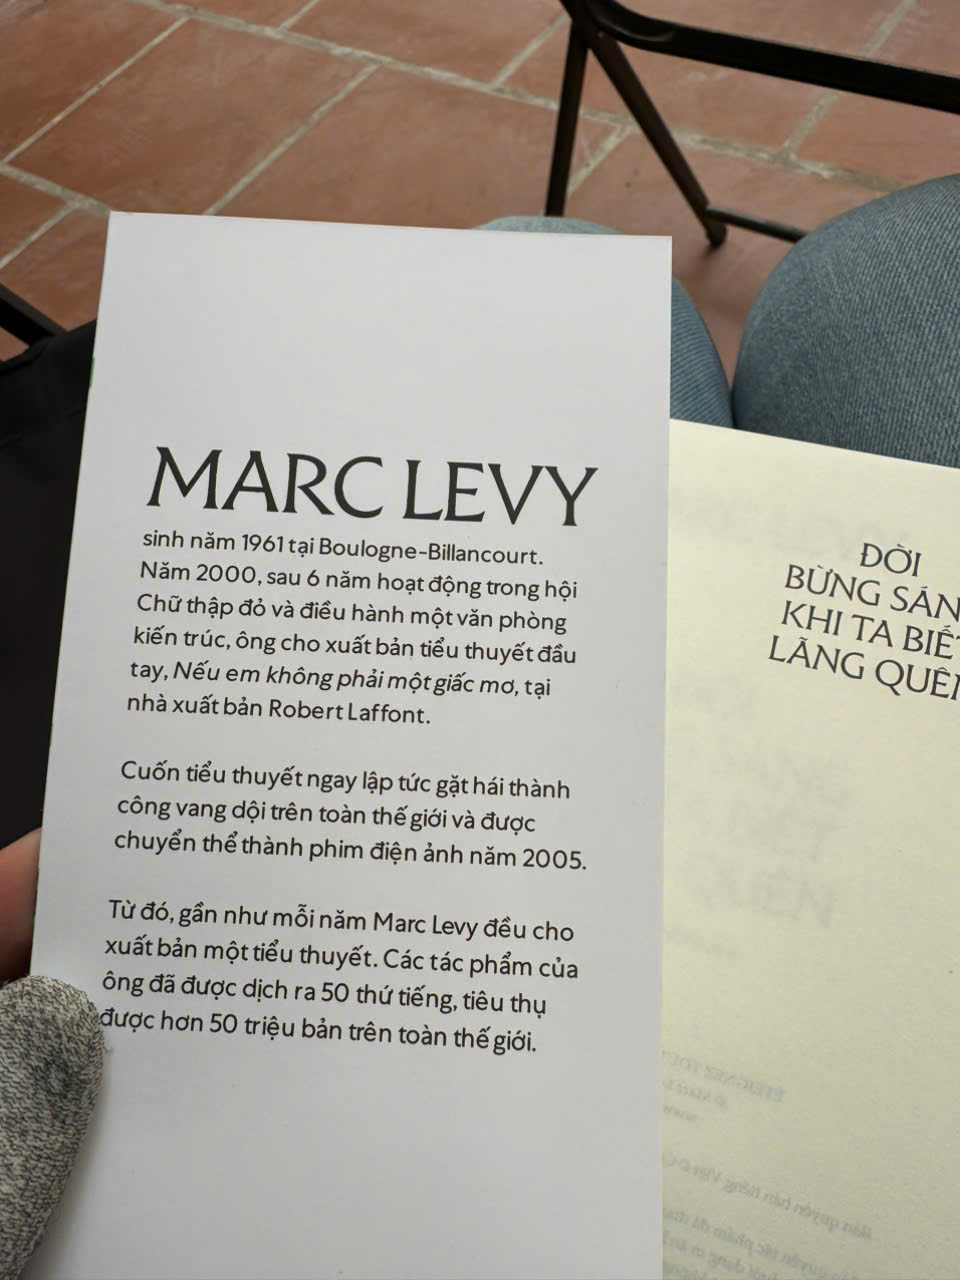 MARC LEVY
sinh năm 1961 tại Boulogne-Billancourt.
Năm 2000, sau 6 năm hoạt động trong hội
Chữ thập đỏ và điều hành một văn phòng
kiến trúc, ông cho xuất bản tiểu thuyết đầu
tay, Nếu em không phải một giấc mơ, tại
nhà xuất bản Robert Laffont.
Cuốn tiểu thuyết ngay lập tức gặt hái thành
công vang dội trên toàn thế giới và được
chuyển thể thành phim điện ảnh năm 2005.
Từ đó, gần như mỗi năm Marc Levy đều cho
xuất bản một tiểu thuyết. Các tác phẩm của
ông đã được dịch ra 50 thứ tiếng, tiêu thụ
được hơn 50 triệu bản trên toàn thế giới.
ĐỜI
BỪNG SÁN
KHI TA BIẾT
LÃNG QUÊN